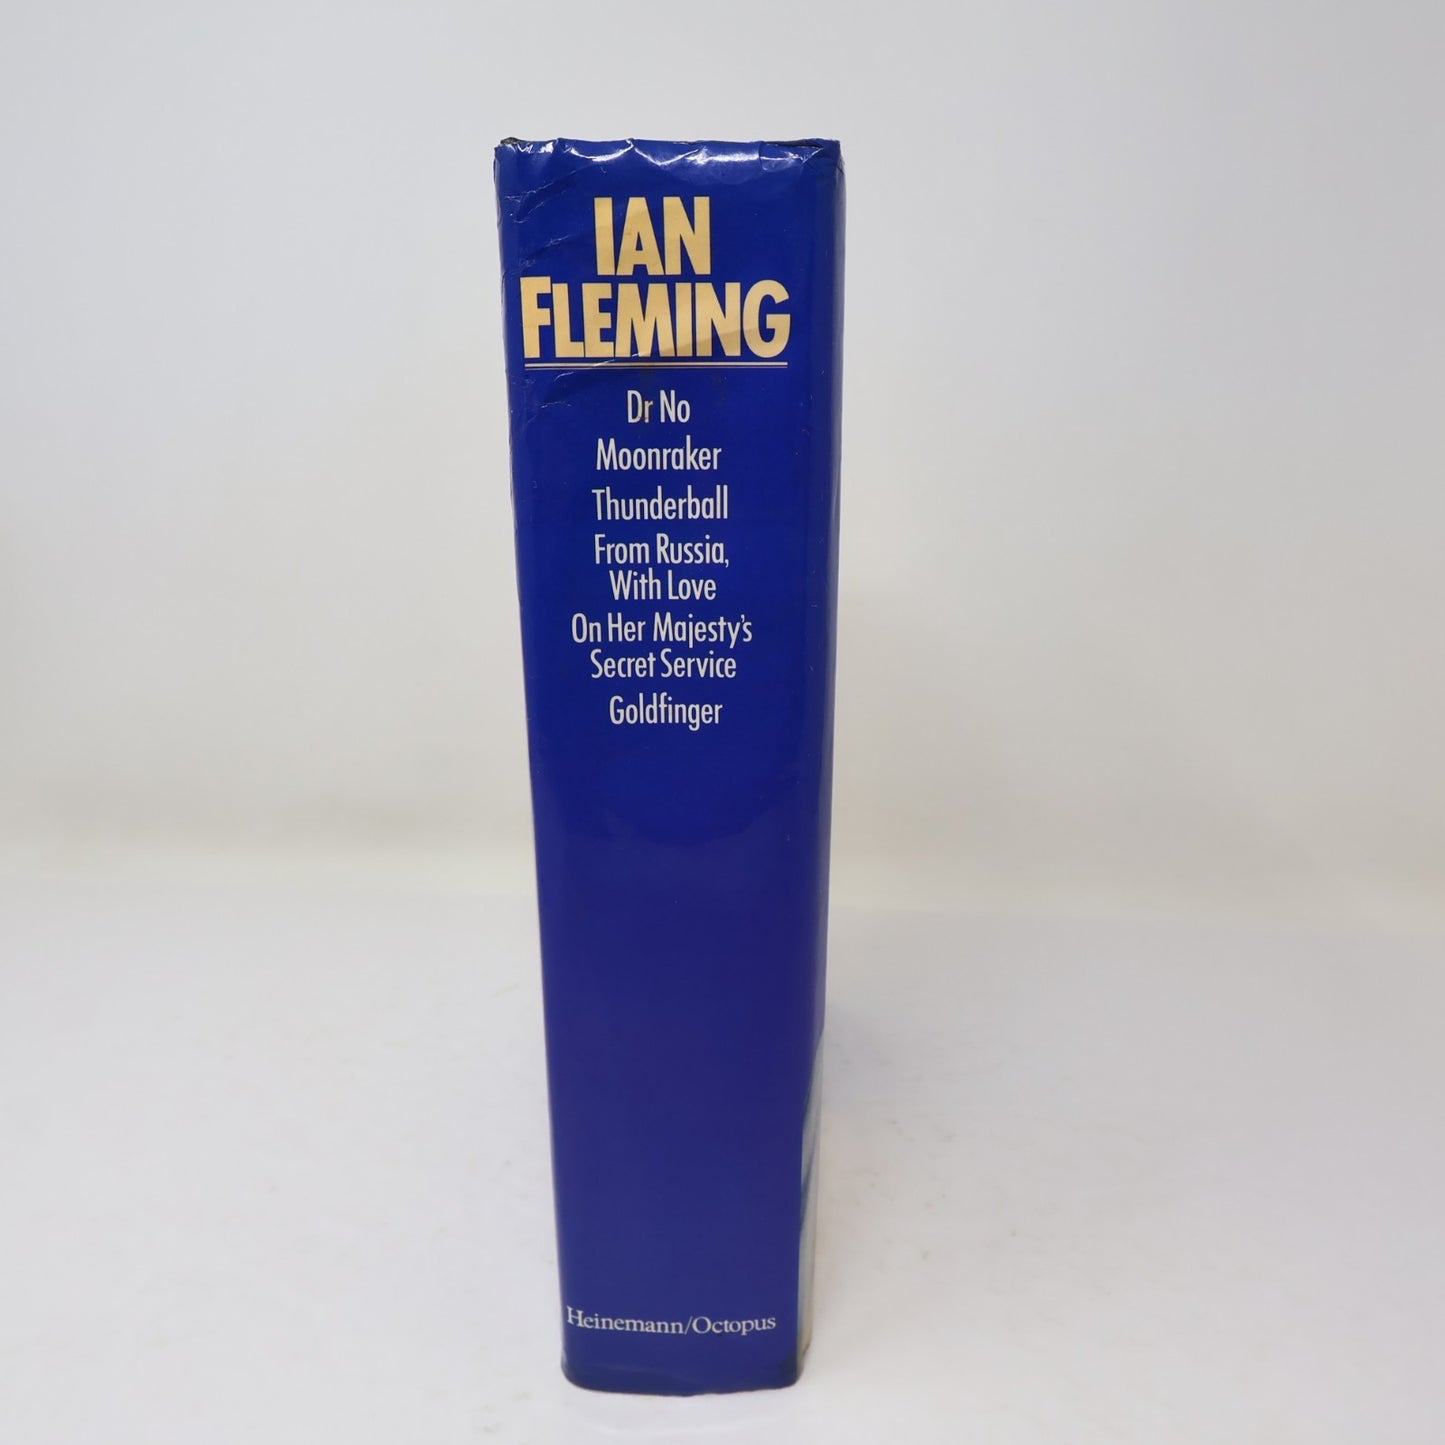 IAN
FLEMING
Dr No
Moonraker
Thunderball
From Russia,
With Love
On Her Majesty's
Secret Service
Goldfinger
Heinemann/Octopus